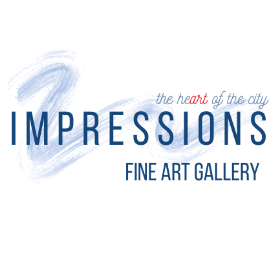 the heart of the city
IMPRESSIONS
FINE ART GALLERY